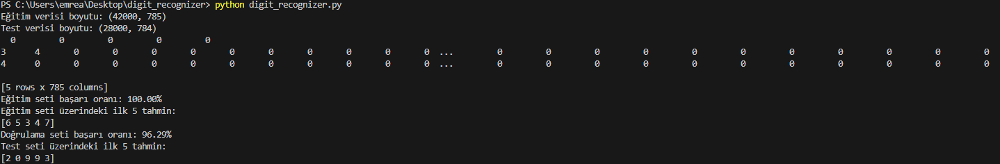 PS C:\Users\emrea\Desktop\digit_recognizer> python digit_recognizer.py
Eğitim verisi boyutu: (42000, 785)
Test verisi boyutu: (28000, 784)
0 0 0 0 0
3 4 0 0 0 0 0 0 0 0 0 0 ... 0 0 0 0 0 0 0 0 0 0 0
4 0 0 0 0 0 0 0 0 0 0 0 ... 0 0 0 0 0 0 0 0 0 0 0
[5 rows x 785 columns]
Eğitim seti başarı oranı: 100.00%
Eğitim seti üzerindeki ilk 5 tahmin:
[6 5 3 4 7]
Doğrulama seti başarı oranı: 96.29%
Test seti üzerindeki ilk 5 tahmin:
[2 0 9 9 3]